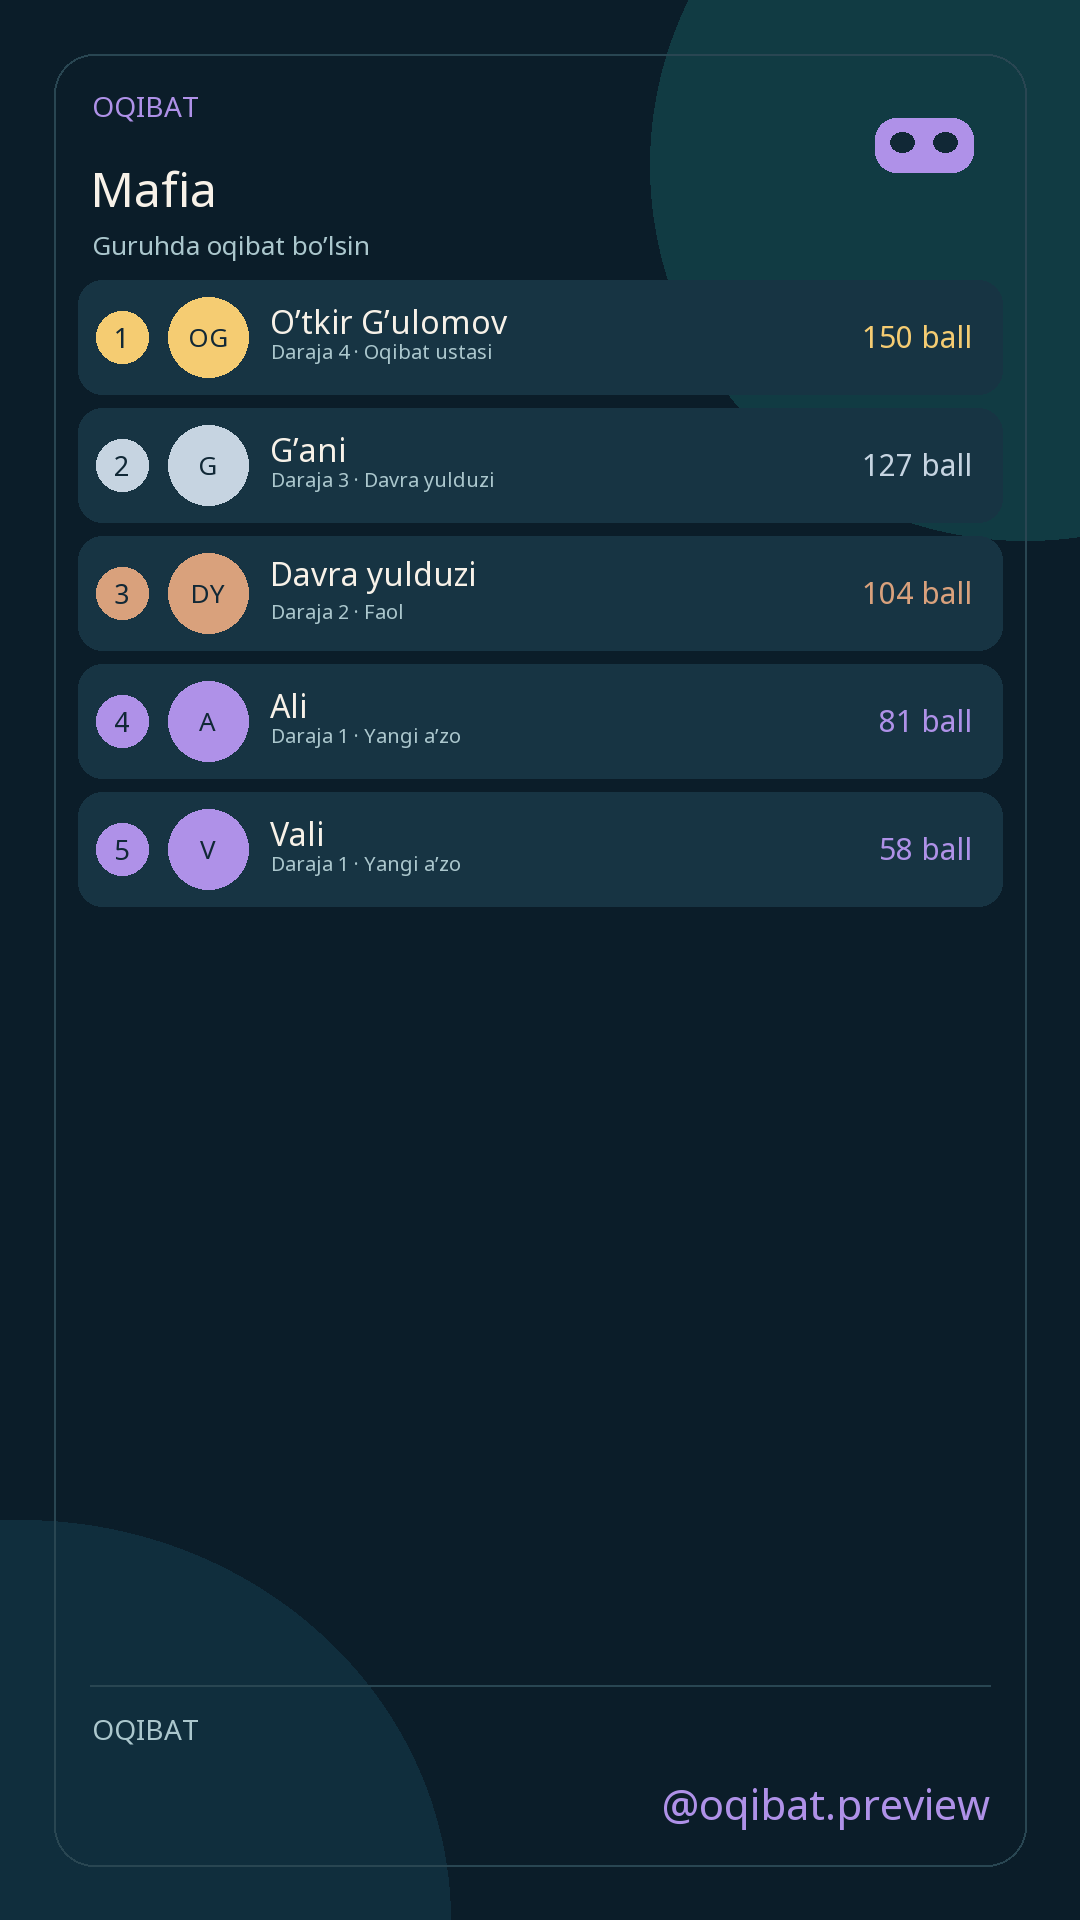 OQIBAT
Mafia
Guruhda oqibat bo’lsin
1 OG O’tkir G’ulomov 150 ball
Daraja 4 · Oqibat ustasi
2 G G’ani 127 ball
Daraja 3 · Davra yulduzi
3 DY Davra yulduzi 104 ball
Daraja 2 · Faol
4 A Ali 81 ball
Daraja 1 · Yangi a’zo
5 V Vali 58 ball
Daraja 1 · Yangi a’zo
OQIBAT
@oqibat.preview